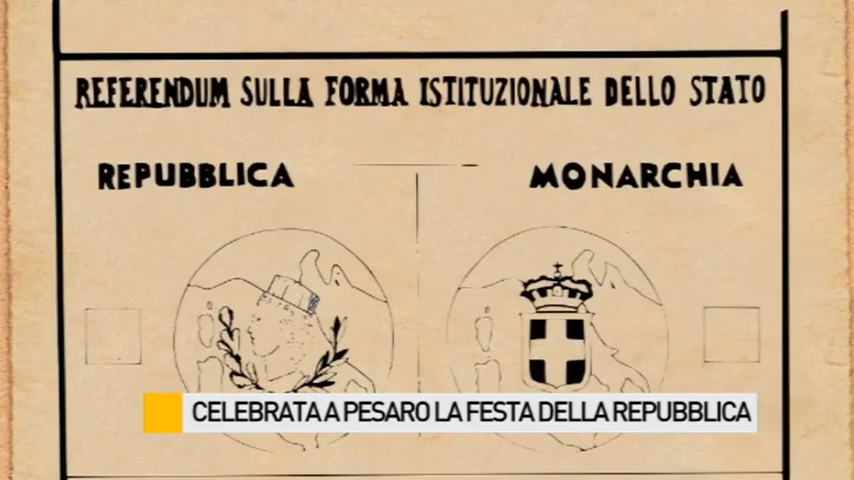 REFERENDUM SULLA FORMA ISTITUZIONALE DELLO STATO
REPUBBLICA MONARCHIA
CELEBRATA A PESARO LA FESTA DELLA REPUBBLICA